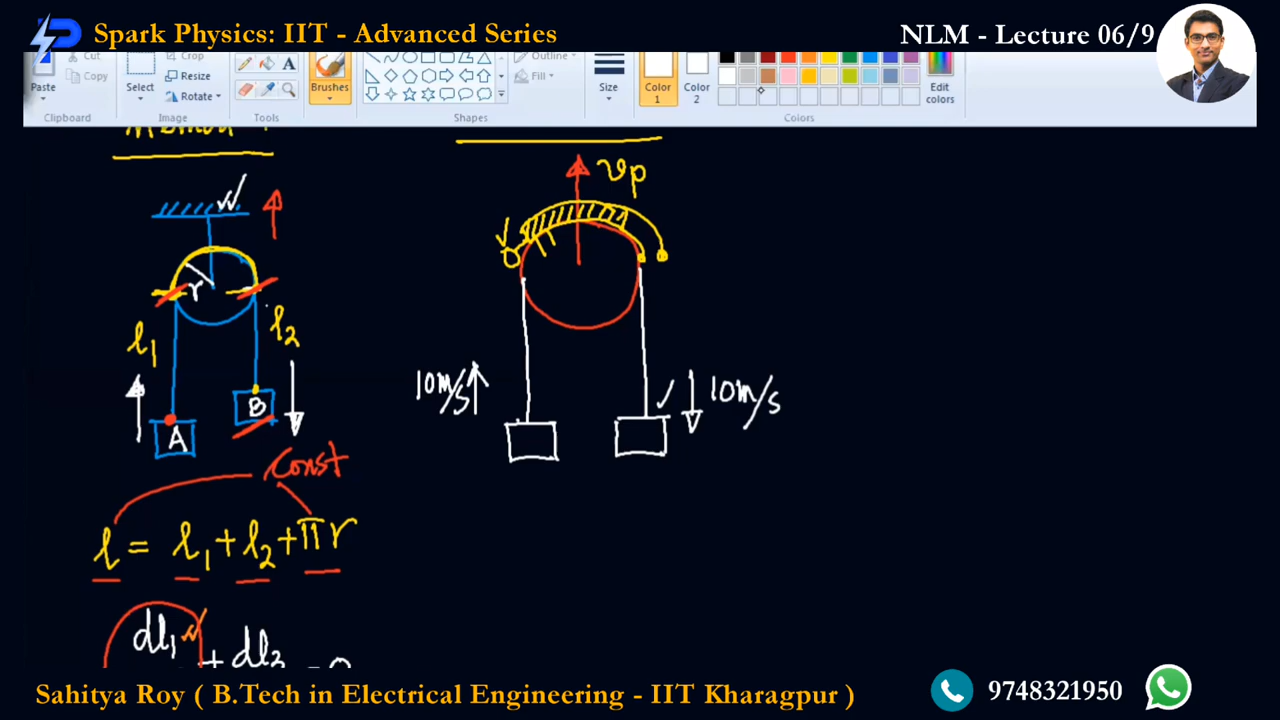 Spark Physics: IIT - Advanced Series
NLM - Lecture 06/9
Cut
Copy
Paste
Clipboard
Crop
Resize
Rotate
Select
Image
A
Brushes
Outline
Fill
Shapes
Size
Color 1
Color 2
Edit colors
Colors
Method
vp
r
l₁
l₂
10m/s
10m/s
A
B
Const
l = l₁ + l₂ + πr
dl₁ + dl₂
Sahitya Roy ( B.Tech in Electrical Engineering - IIT Kharagpur )
9748321950